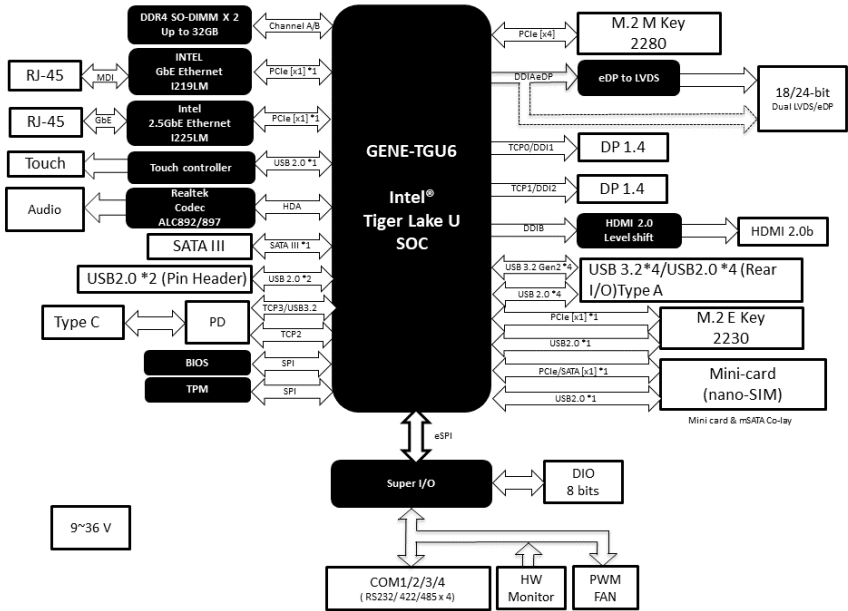 DDR4 SO-DIMM X 2
Up to 32GB
Channel A/B
RJ-45
MDI
INTEL
GbE Ethernet
I219LM
PCIe [x1] *1
RJ-45
GbE
Intel
2.5GbE Ethernet
I225LM
PCIe [x1] *1
Touch
Touch controller
USB 2.0 *1
Audio
Realtek
Codec
ALC892/897
HDA
SATA III
SATA III *1
USB2.0 *2 (Pin Header)
USB 2.0 *2
Type C
PD
TCP3/USB3.2
TCP2
BIOS
SPI
TPM
SPI
GENE-TGU6
Intel®
Tiger Lake U
SOC
PCIe [x4]
M.2 M Key
2280
DDIAeDP
eDP to LVDS
18/24-bit
Dual LVDS/eDP
TCP0/DDI1
DP 1.4
TCP1/DDI2
DP 1.4
DDIB
HDMI 2.0
Level shift
HDMI 2.0b
USB 3.2 Gen2 *4
USB 2.0 *4
USB 3.2*4/USB2.0 *4 (Rear
I/O)Type A
PCIe [x1] *1
USB2.0 *1
M.2 E Key
2230
PCIe/SATA [x1] *1
USB2.0 *1
Mini-card
(nano-SIM)
Mini card & mSATA Co-lay
eSPI
Super I/O
DIO
8 bits
9~36 V
COM1/2/3/4
( RS232/ 422/485 x 4)
HW
Monitor
PWM
FAN